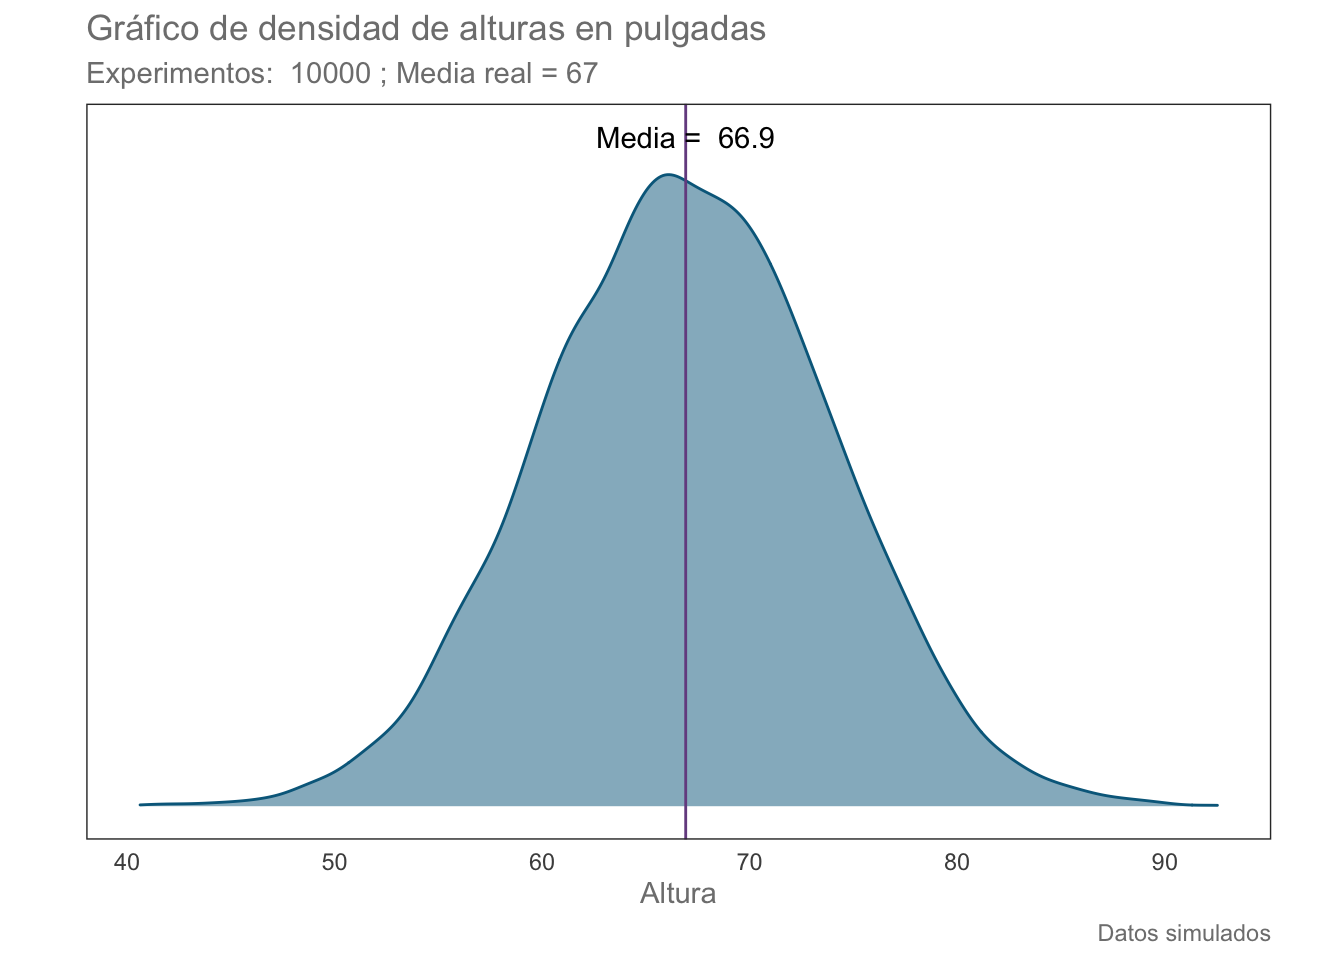 Gráfico de densidad de alturas en pulgadas
Experimentos:  10000 ; Media real = 67
Media =  66.9
40 50 60 70 80 90
Altura
Datos simulados